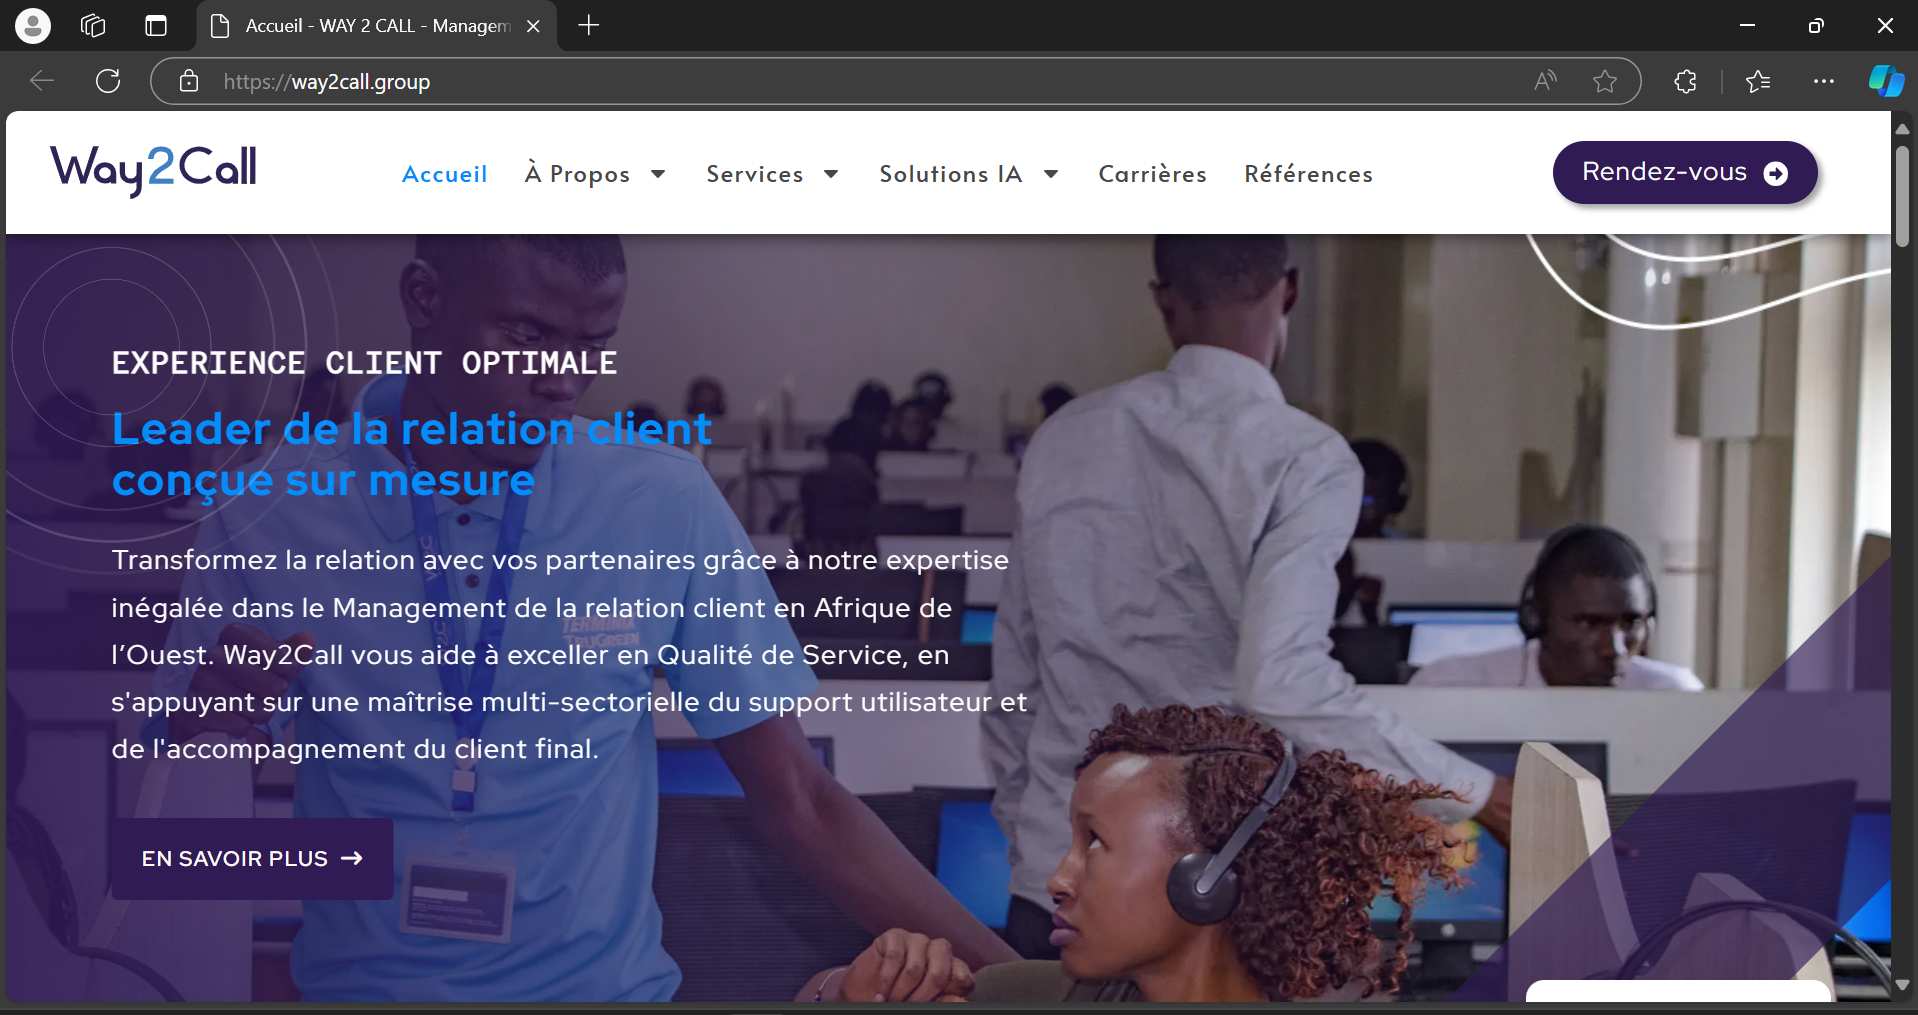 Accueil - WAY 2 CALL - Managem
https://way2call.group
Way2Call
Accueil
À Propos
Services
Solutions IA
Carrières
Références
Rendez-vous
EXPERIENCE CLIENT OPTIMALE
Leader de la relation client
conçue sur mesure
Transformez la relation avec vos partenaires grâce à notre expertise
inégalée dans le Management de la relation client en Afrique de
l’Ouest. Way2Call vous aide à exceller en Qualité de Service, en
s'appuyant sur une maîtrise multi-sectorielle du support utilisateur et
de l'accompagnement du client final.
TERMINIX
TRUGREEN
EN SAVOIR PLUS